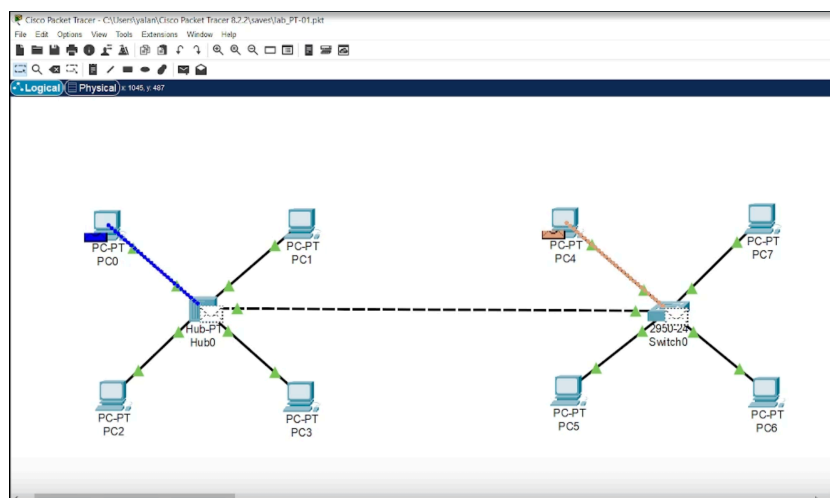 Cisco Packet Tracer - C:\Users\yalan\Cisco Packet Tracer 8.2.2\saves\lab_PT-01.pkt
File Edit Options View Tools Extensions Window Help
Logical Physical x: 1045, y: 487
PC-PT
PC0
PC-PT
PC1
PC-PT
PC4
PC-PT
PC7
Hub-PT
Hub0
2950-24
Switch0
PC-PT
PC2
PC-PT
PC3
PC-PT
PC5
PC-PT
PC6